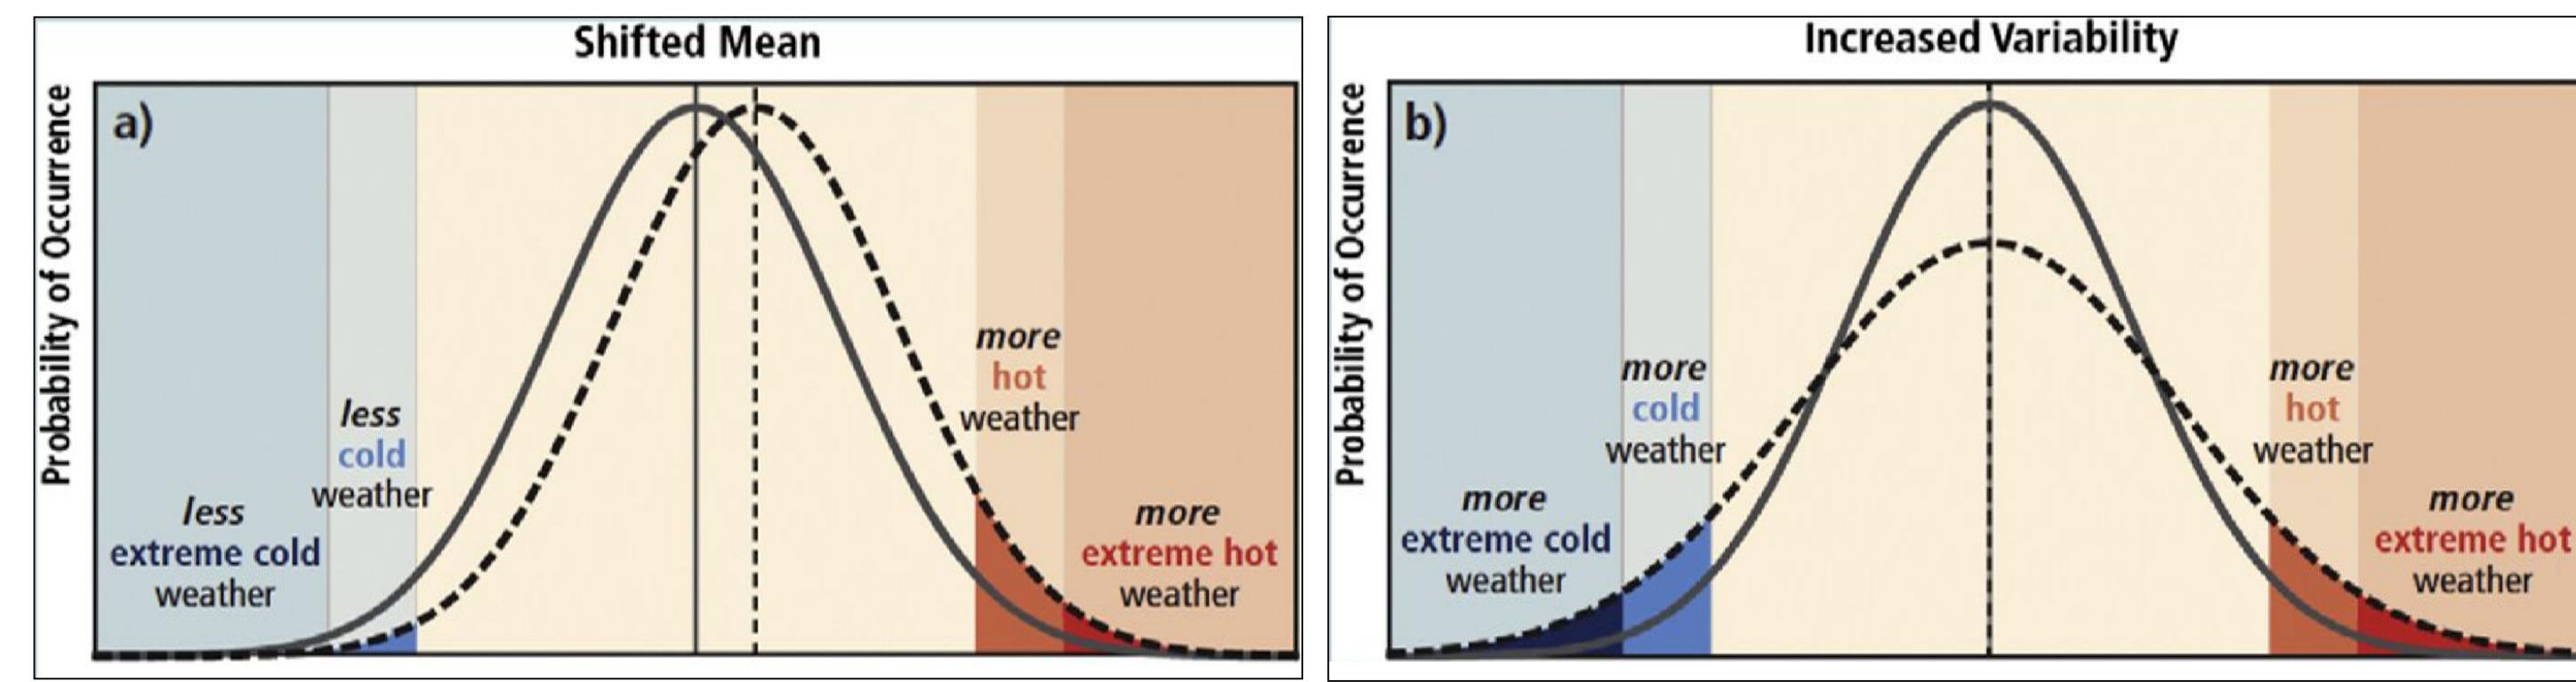 Shifted Mean
Probability of Occurrence
a)
less
extreme cold
weather
less
cold
weather
more
hot
weather
more
extreme hot
weather
Increased Variability
Probability of Occurrence
b)
more
extreme cold
weather
more
cold
weather
more
hot
weather
more
extreme hot
weather